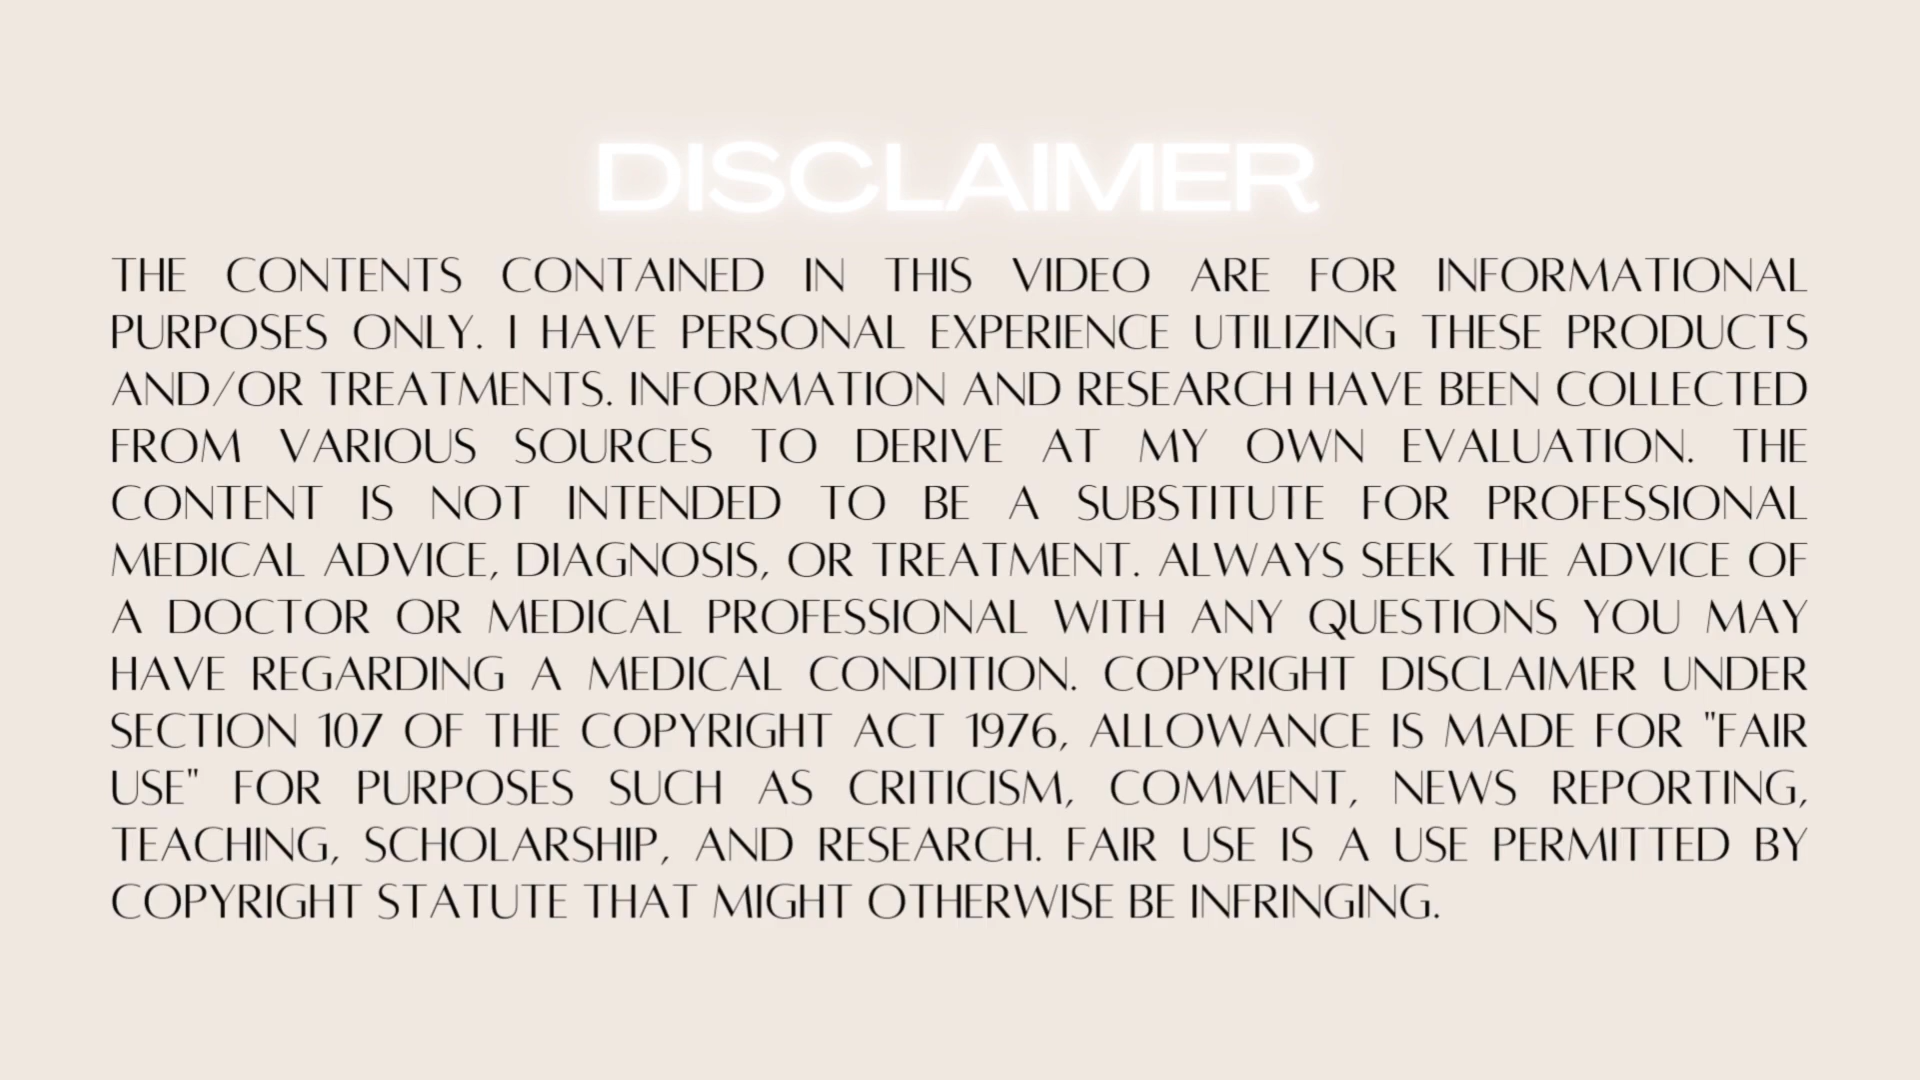 DISCLAIMER
THE CONTENTS CONTAINED IN THIS VIDEO ARE FOR INFORMATIONAL
PURPOSES ONLY. I HAVE PERSONAL EXPERIENCE UTILIZING THESE PRODUCTS
AND/OR TREATMENTS. INFORMATION AND RESEARCH HAVE BEEN COLLECTED
FROM VARIOUS SOURCES TO DERIVE AT MY OWN EVALUATION. THE
CONTENT IS NOT INTENDED TO BE A SUBSTITUTE FOR PROFESSIONAL
MEDICAL ADVICE, DIAGNOSIS, OR TREATMENT. ALWAYS SEEK THE ADVICE OF
A DOCTOR OR MEDICAL PROFESSIONAL WITH ANY QUESTIONS YOU MAY
HAVE REGARDING A MEDICAL CONDITION. COPYRIGHT DISCLAIMER UNDER
SECTION 107 OF THE COPYRIGHT ACT 1976, ALLOWANCE IS MADE FOR "FAIR
USE" FOR PURPOSES SUCH AS CRITICISM, COMMENT, NEWS REPORTING,
TEACHING, SCHOLARSHIP, AND RESEARCH. FAIR USE IS A USE PERMITTED BY
COPYRIGHT STATUTE THAT MIGHT OTHERWISE BE INFRINGING.